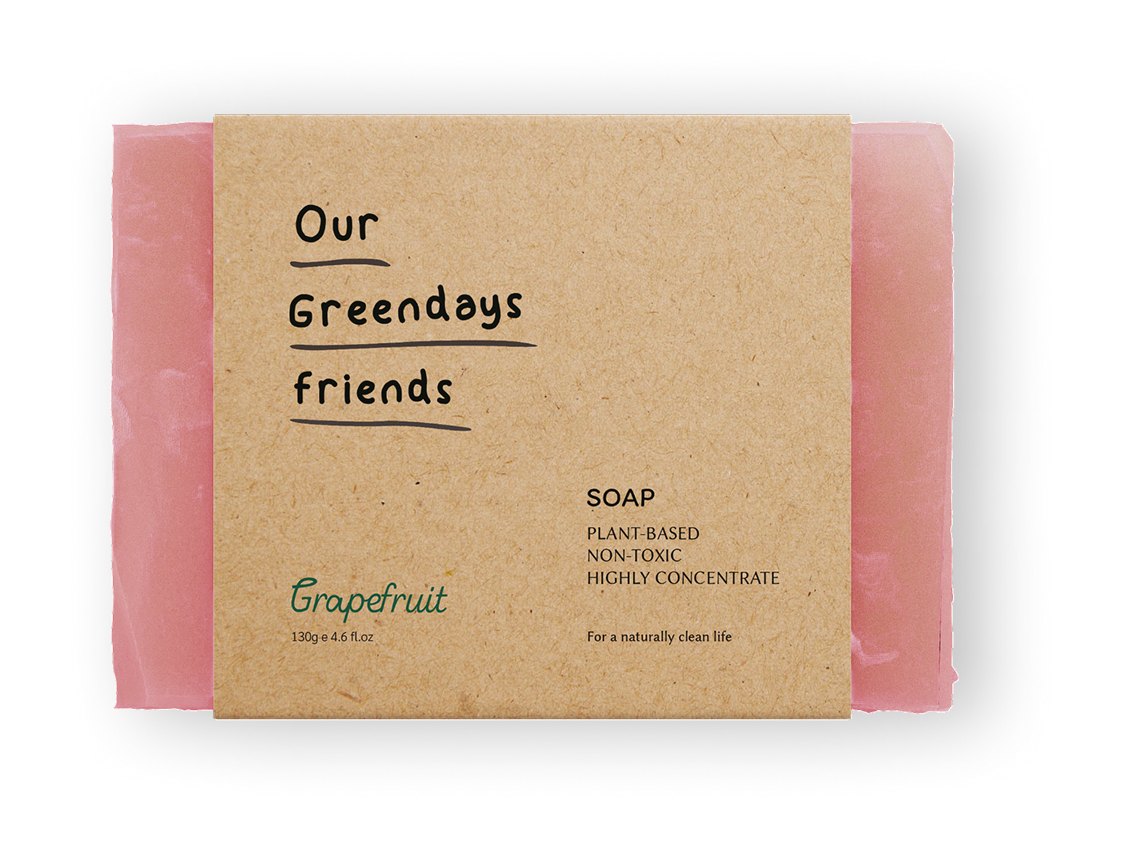 Our
Greendays
friends
SOAP
PLANT-BASED
NON-TOXIC
HIGHLY CONCENTRATE
Grapefruit
130g e 4.6 fl.oz
For a naturally clean life